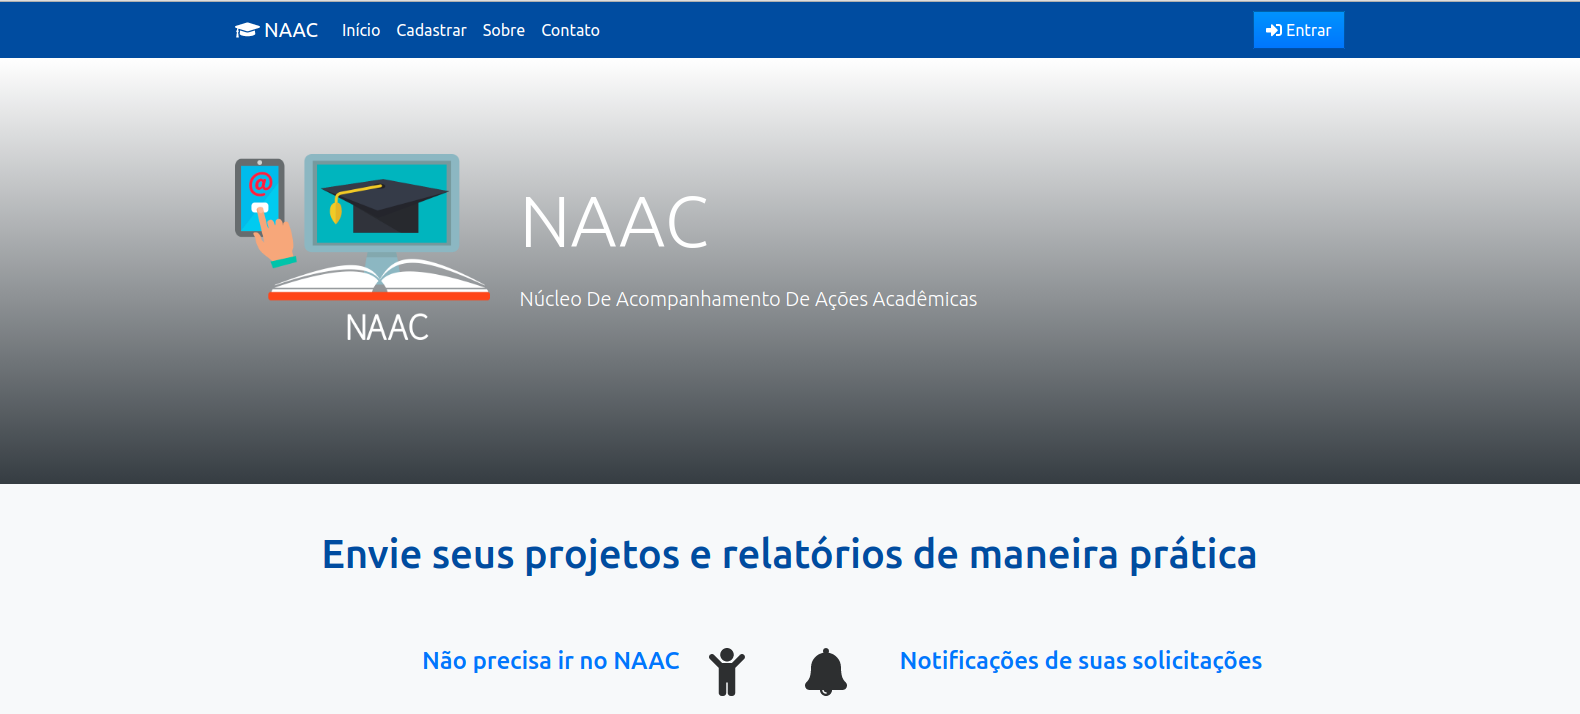 NAAC Início Cadastrar Sobre Contato Entrar
@
NAAC
Núcleo De Acompanhamento De Ações Acadêmicas
NAAC
Envie seus projetos e relatórios de maneira prática
Não precisa ir no NAAC
Notificações de suas solicitações